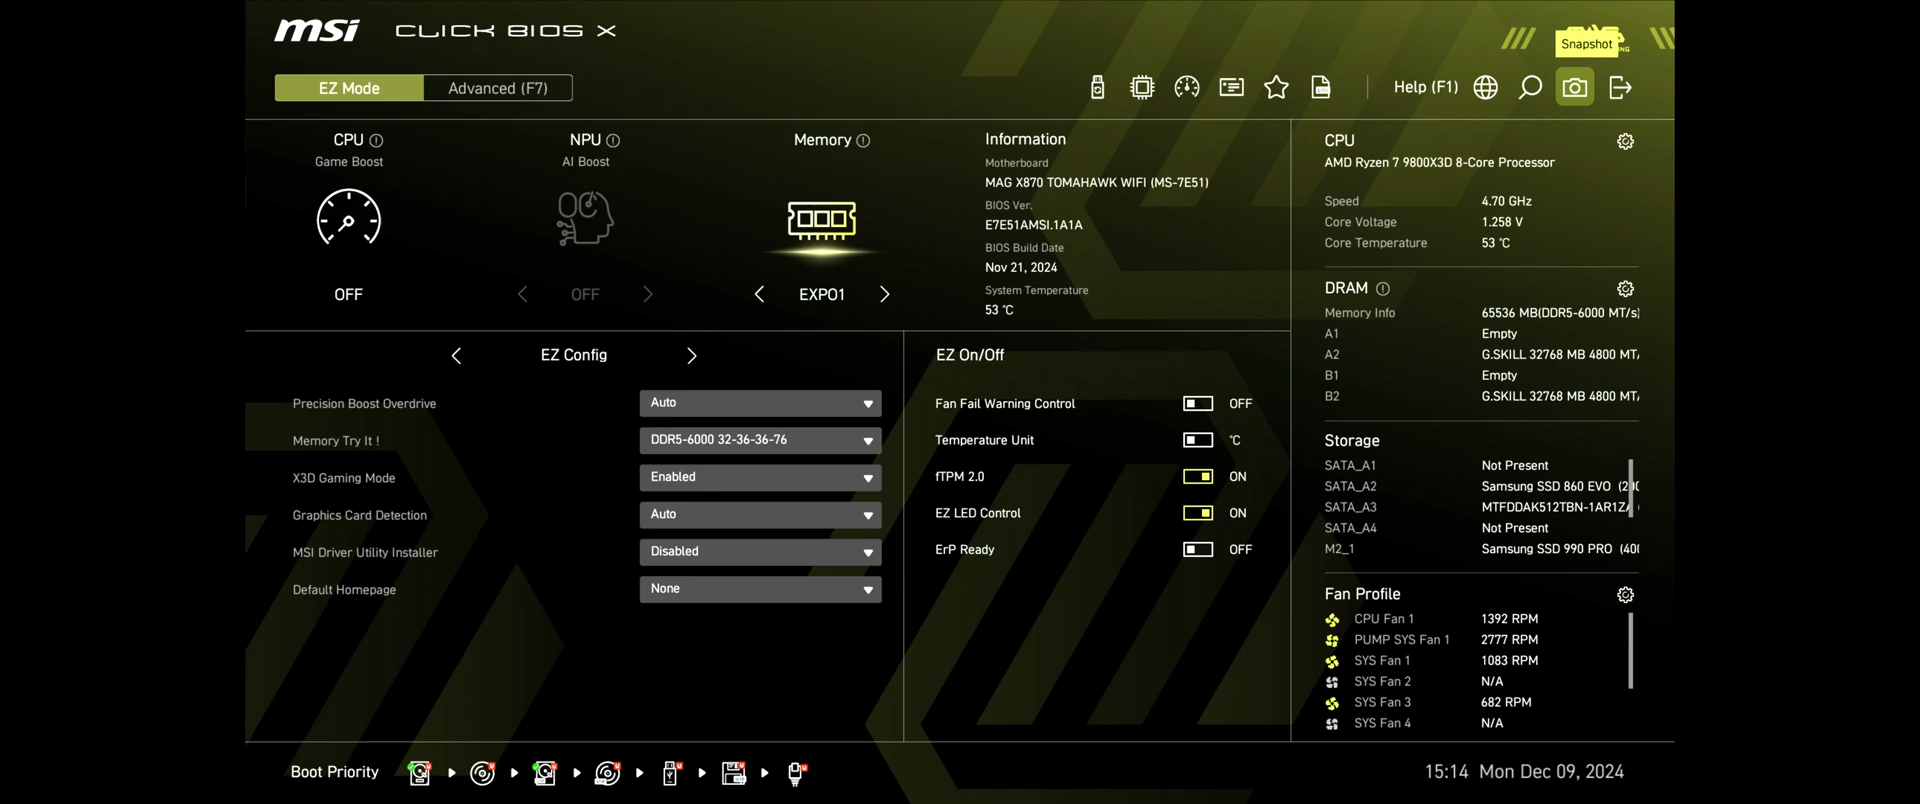 msi CLICK BIOS X
Snapshot
EZ Mode
Advanced (F7)
Help (F1)
CPU
Game Boost
OFF
NPU
AI Boost
OFF
Memory
EXPO1
Information
Motherboard
MAG X870 TOMAHAWK WIFI (MS-7E51)
BIOS Ver.
E7E51AMSI.1A1A
BIOS Build Date
Nov 21, 2024
System Temperature
53 °C
EZ Config
Precision Boost Overdrive Auto
Memory Try It ! DDR5-6000 32-36-36-76
X3D Gaming Mode Enabled
Graphics Card Detection Auto
MSI Driver Utility Installer Disabled
Default Homepage None
EZ On/Off
Fan Fail Warning Control OFF
Temperature Unit °C
fTPM 2.0 ON
EZ LED Control ON
ErP Ready OFF
CPU
AMD Ryzen 7 9800X3D 8-Core Processor
Speed 4.70 GHz
Core Voltage 1.258 V
Core Temperature 53 °C
DRAM
Memory Info 65536 MB(DDR5-6000 MT/s
A1 Empty
A2 G.SKILL 32768 MB 4800 MT/
B1 Empty
B2 G.SKILL 32768 MB 4800 MT/
Storage
SATA_A1 Not Present
SATA_A2 Samsung SSD 860 EVO
SATA_A3 MTFDDAK512TBN-1AR1ZA
SATA_A4 Not Present
M2_1 Samsung SSD 990 PRO (400
Fan Profile
CPU Fan 1 1392 RPM
PUMP SYS Fan 1 2777 RPM
SYS Fan 1 1083 RPM
SYS Fan 2 N/A
SYS Fan 3 682 RPM
SYS Fan 4 N/A
Boot Priority
15:14 Mon Dec 09, 2024